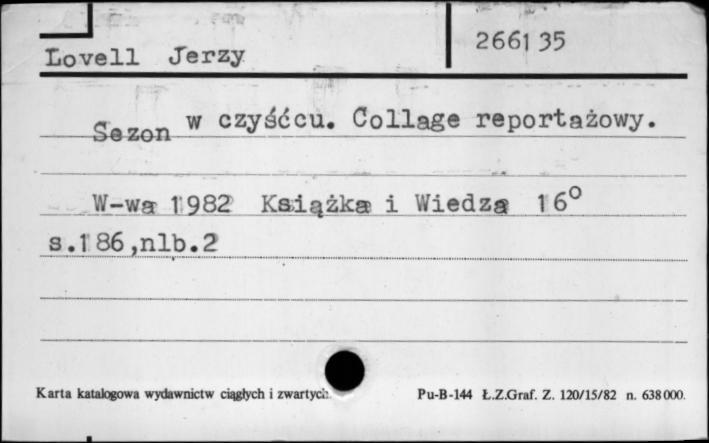 Lovell Jerzy 266135
Sezon w czyśćcu. Collage reportażowy.
W-wa 1982 Książka i Wiedza 16°
s.186,nlb.2
Karta katalogowa wydawnictw ciągłych i zwartych. Pu-B-144 Ł.Z.Graf. Z. 120/15/82 n. 638000.